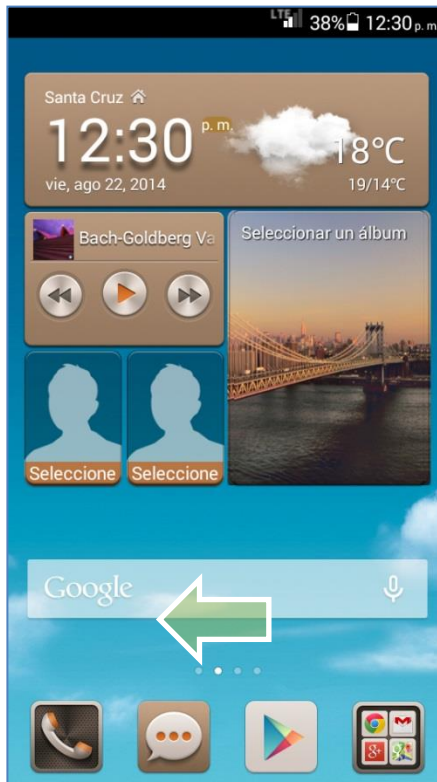 LTE 38% 12:30 p. m.
Santa Cruz
12:30 p. m.
18°C
vie, ago 22, 2014
19/14°C
Bach-Goldberg Va
Seleccionar un álbum
Seleccione
Seleccione
Google